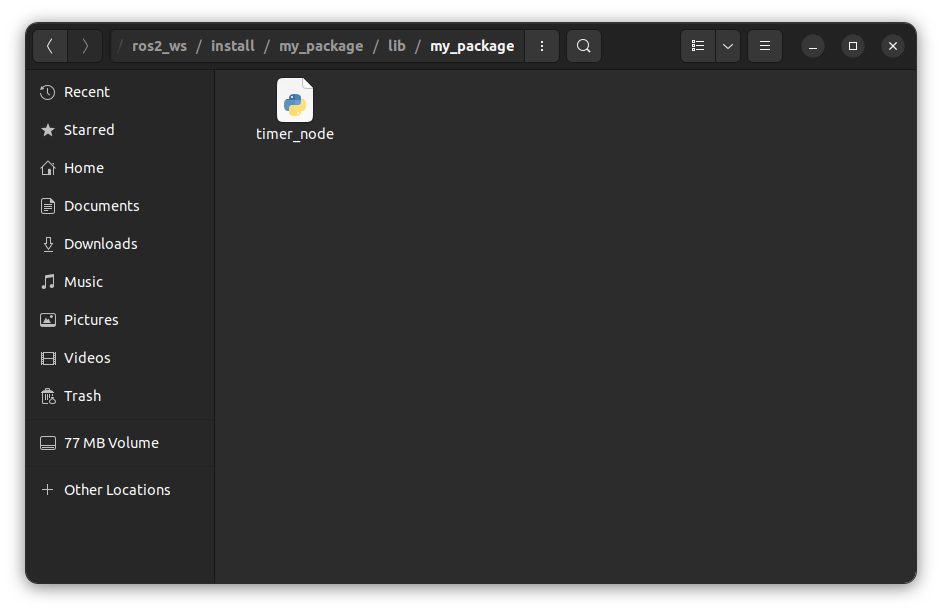 / ros2_ws / install / my_package / lib / my_package
Recent
Starred
Home
Documents
Downloads
Music
Pictures
Videos
Trash
77 MB Volume
Other Locations
timer_node